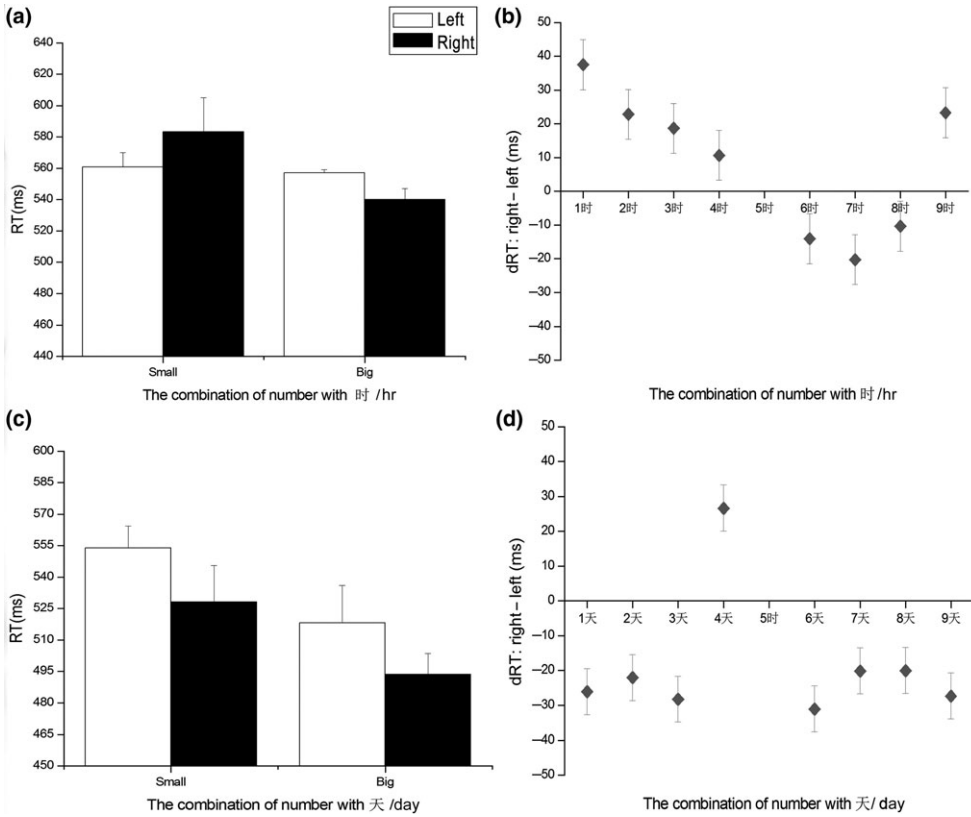 (a)
Left
Right
640
620
600
580
560
540
520
500
480
460
440
RT(ms)
Small
Big
The combination of number with 时 /hr
(b)
50
40
30
20
10
0
−10
−20
−30
−40
−50
dRT: right− left (ms)
1时 2时 3时 4时 5时 6时 7时 8时 9时
The combination of number with 时/hr
(c)
600
585
570
555
540
525
510
495
480
465
450
RT(ms)
Small
Big
The combination of number with 天 /day
(d)
50
40
30
20
10
0
−10
−20
−30
−40
−50
dRT: right− left (ms)
1天 2天 3天 4天 5时 6天 7天 8天 9天
The combination of number with 天/ day